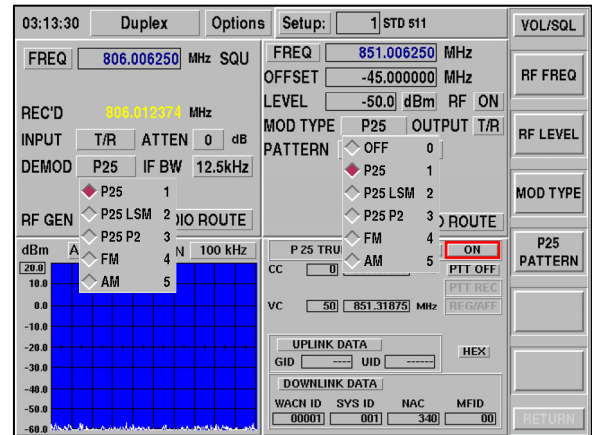 03:13:30 Duplex Options Setup: 1 STD 511 VOL/SQL
FREQ 806.006250 MHz SQU
REC'D 806.012374 MHz
INPUT T/R ATTEN 0 dB
DEMOD P25 IF BW 12.5kHz
P25 1
P25 LSM 2
P25 P2 3
FM 4
AM 5
RF GEN
FREQ 851.006250 MHz
OFFSET -45.000000 MHz
LEVEL -50.0 dBm RF ON
MOD TYPE P25 OUTPUT T/R
PATTERN
OFF 0
P25 1
P25 LSM 2
P25 P2 3
FM 4
AM 5
ROUTE
ROUTE
RF FREQ
RF LEVEL
MOD TYPE
P25 PATTERN
RETURN
dBm 100 kHz
20.0
10.0
0.0
-10.0
-20.0
-30.0
-40.0
-50.0
-60.0
P25 ON
CC 0 PTT OFF
PTT REC
VC 50 851.31875 MHz REG/AFF
UPLINK DATA HEX
GID ---- UID ------
DOWNLINK DATA
WACN ID SYS ID NAC MFID
00001 001 340 00